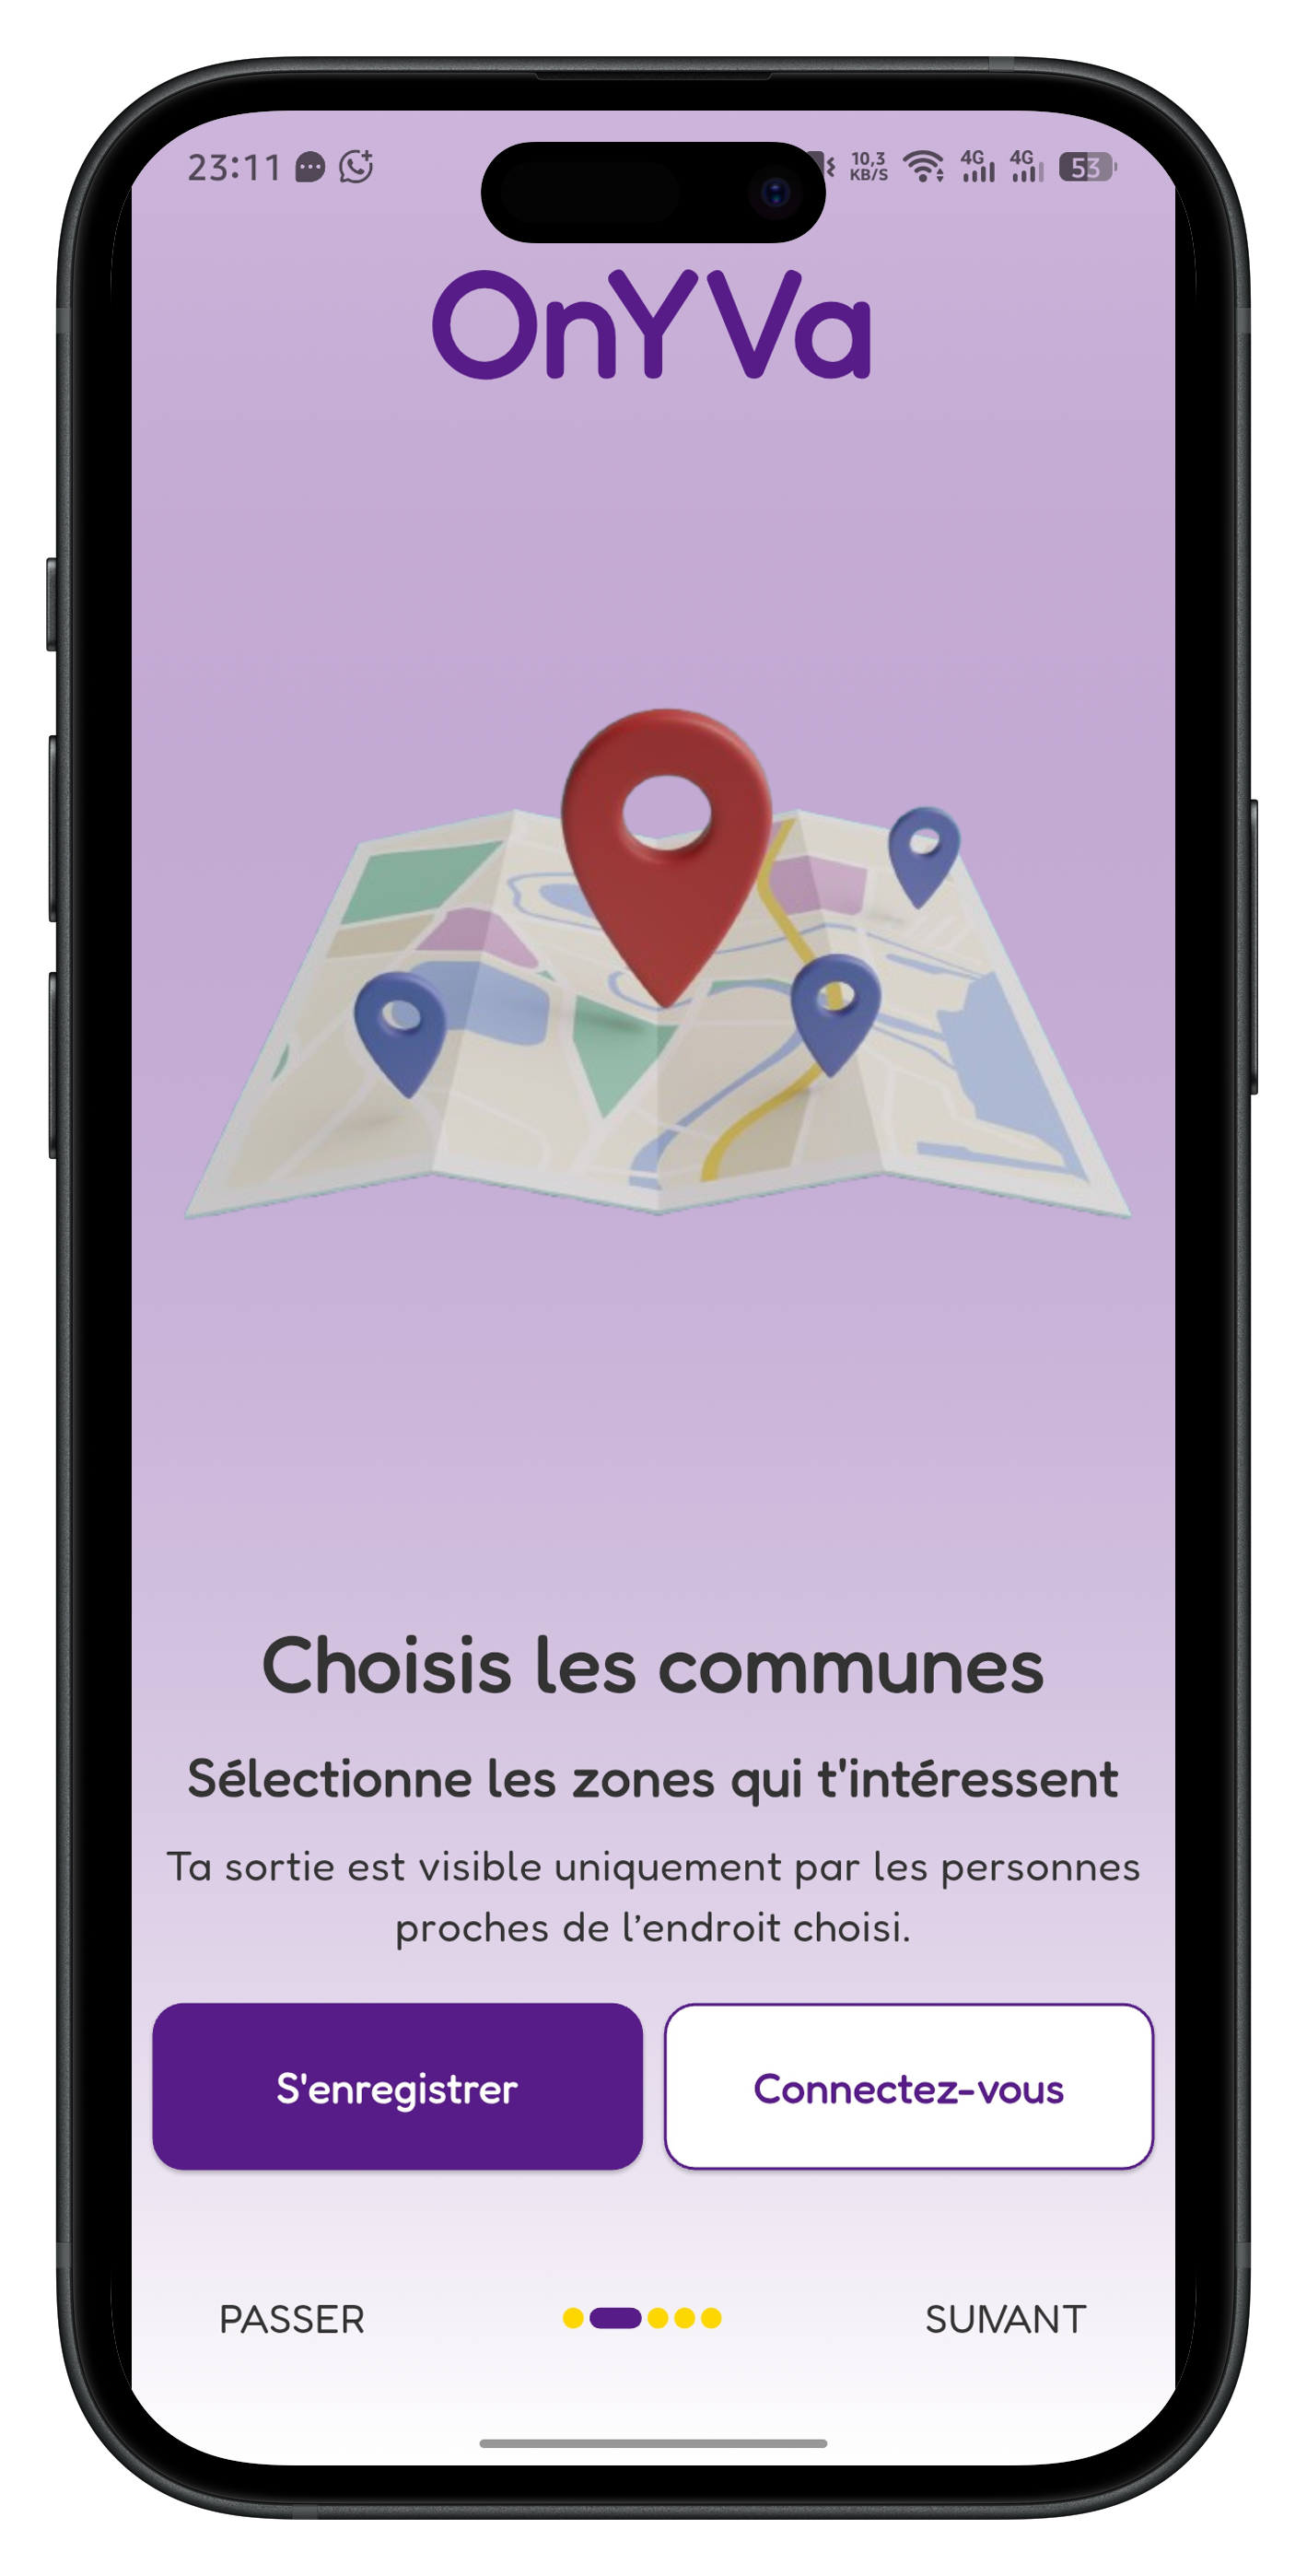 23:11
10,3
KB/S
4G
4G
53
OnYVa
Choisis les communes
Sélectionne les zones qui t'intéressent
Ta sortie est visible uniquement par les personnes
proches de l’endroit choisi.
S'enregistrer
Connectez-vous
PASSER
SUIVANT